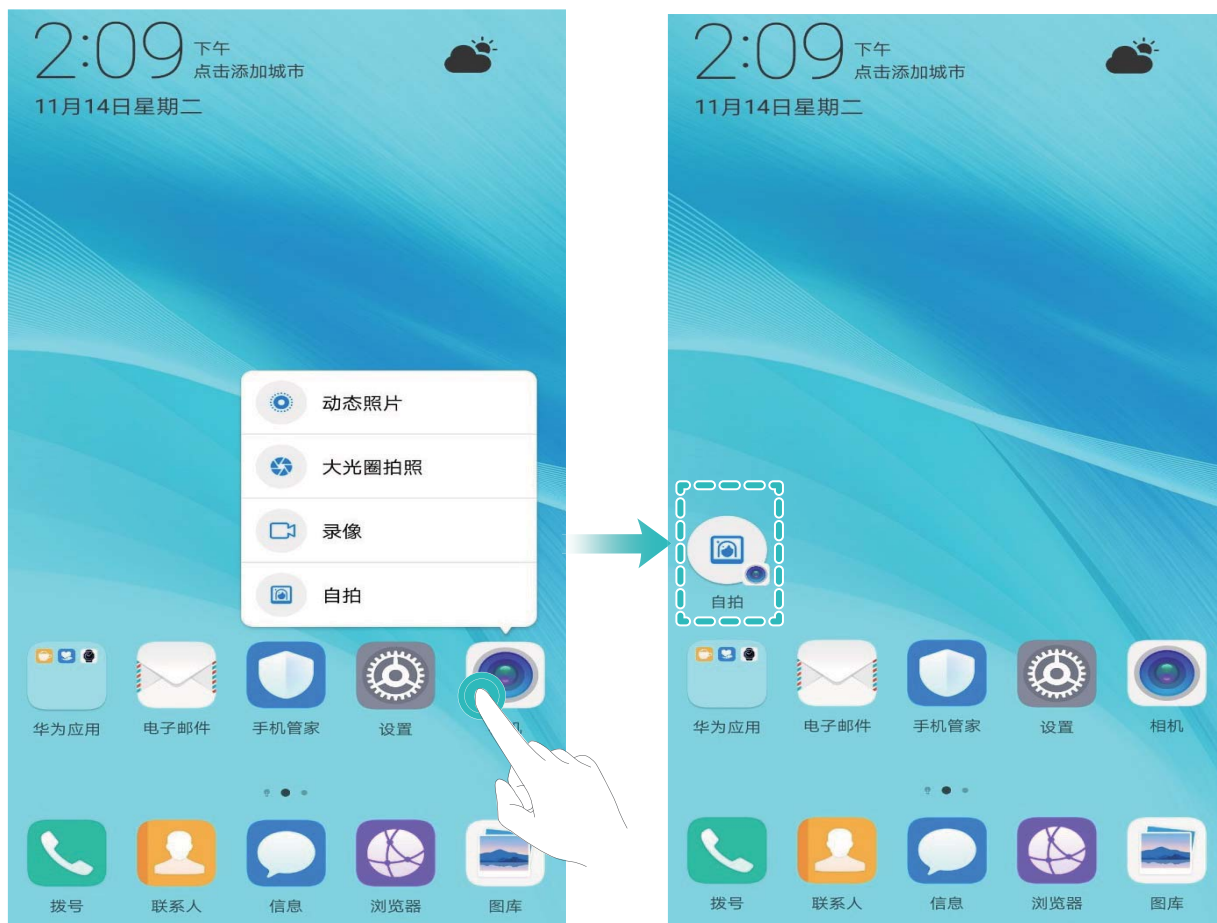 2:09 下午
点击添加城市
11月14日星期二
动态照片
大光圈拍照
录像
自拍
华为应用 电子邮件 手机管家 设置 机
拨号 联系人 信息 浏览器 图库
2:09 下午
点击添加城市
11月14日星期二
自拍
华为应用 电子邮件 手机管家 设置 相机
拨号 联系人 信息 浏览器 图库